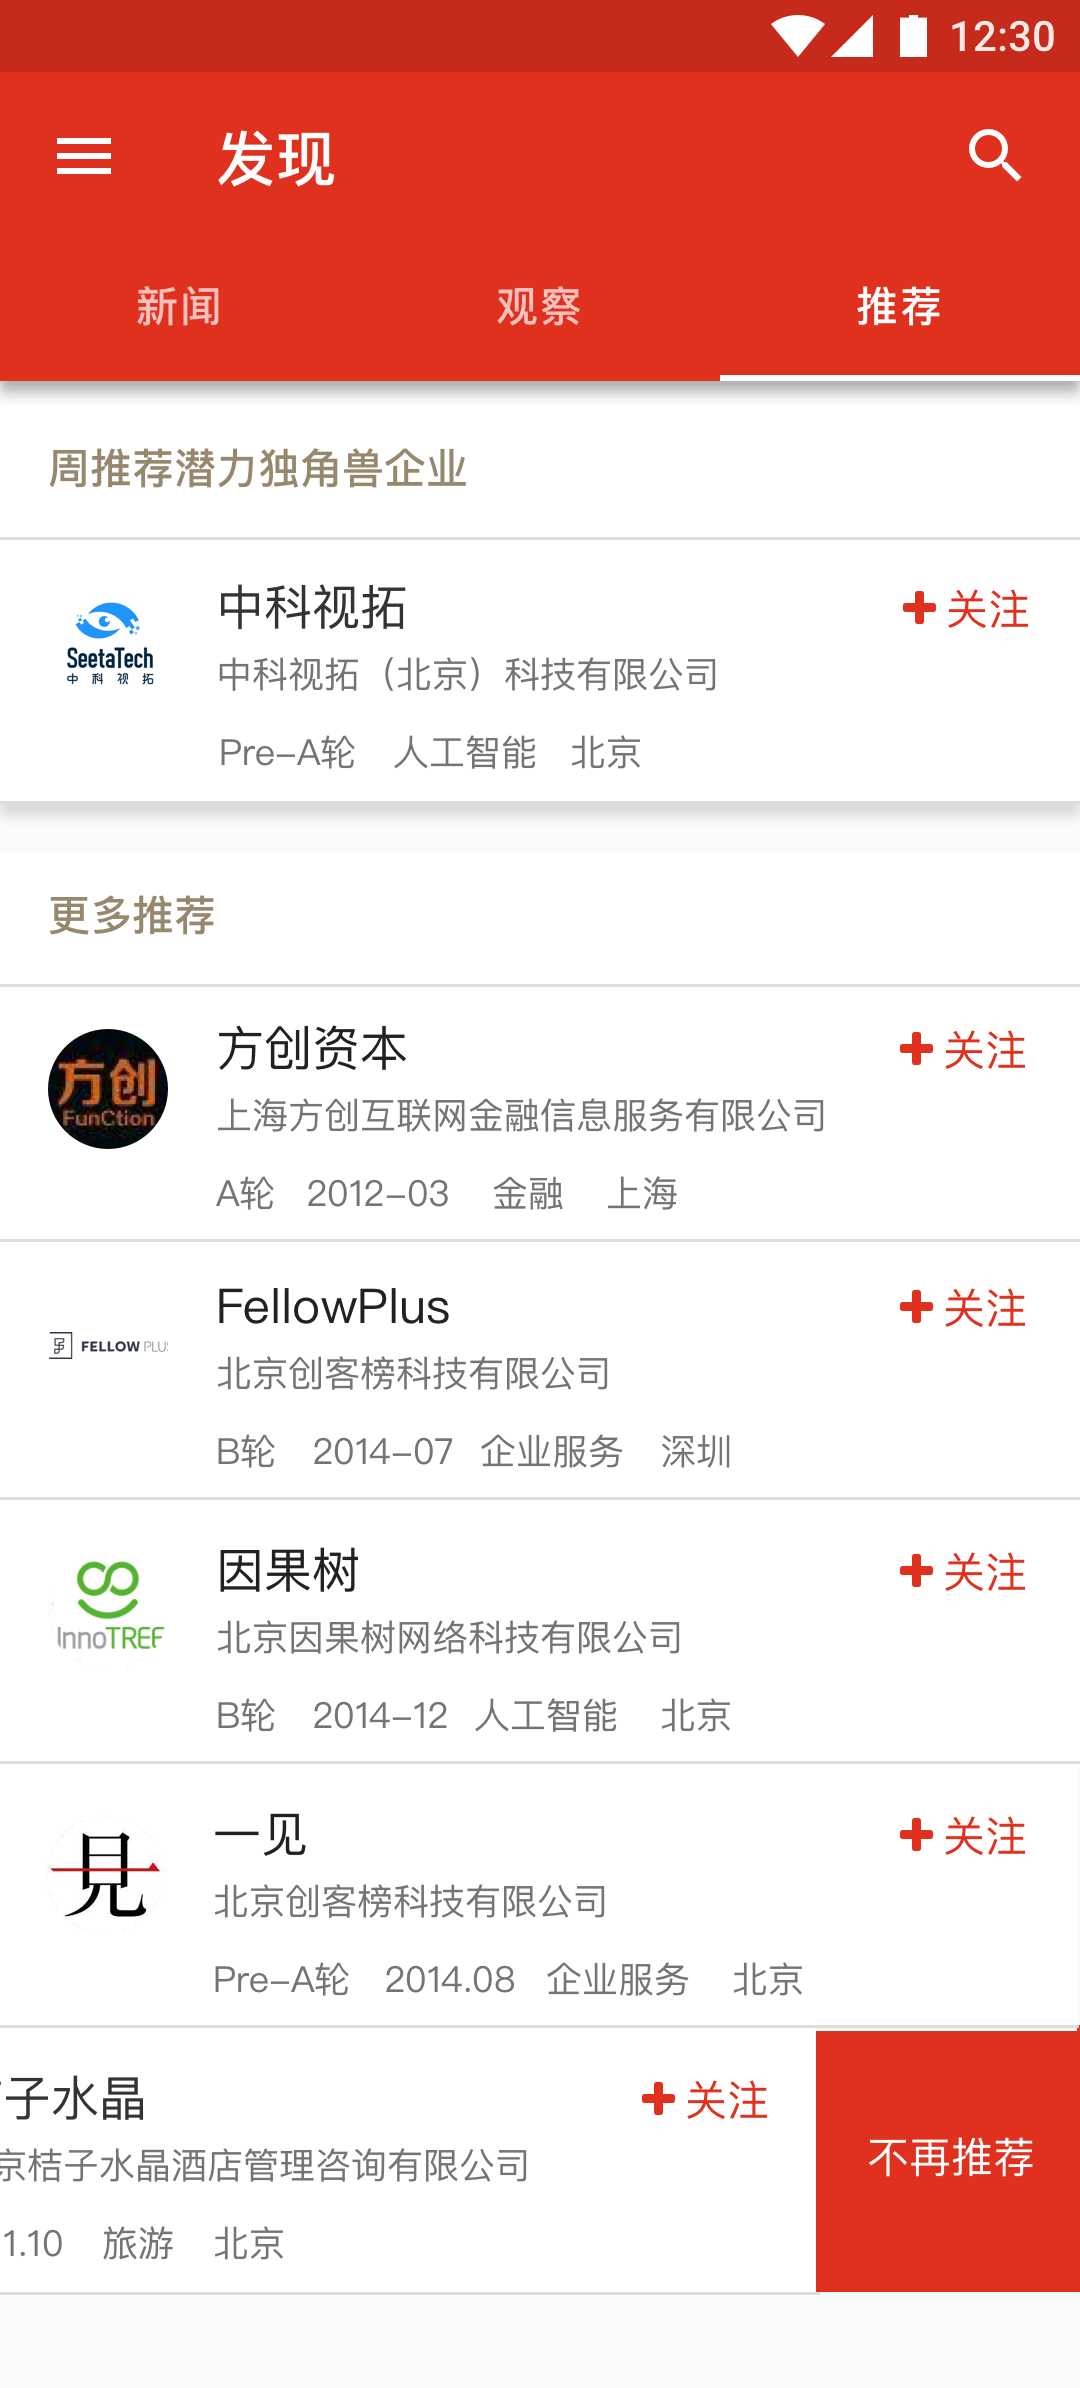 12:30
发现
新闻 观察 推荐
周推荐潜力独角兽企业
中科视拓 关注
SeetaTech
中科视拓
中科视拓（北京）科技有限公司
Pre-A轮 人工智能 北京
更多推荐
方创资本 关注
方创
FunCtion
上海方创互联网金融信息服务有限公司
A轮 2012-03 金融 上海
FellowPlus 关注
FELLOW PLUS
北京创客榜科技有限公司
B轮 2014-07 企业服务 深圳
因果树 关注
InnoTREE
北京因果树网络科技有限公司
B轮 2014-12 人工智能 北京
一见 关注
見
北京创客榜科技有限公司
Pre-A轮 2014.08 企业服务 北京
子水晶 关注
京桔子水晶酒店管理咨询有限公司
1.10 旅游 北京
不再推荐